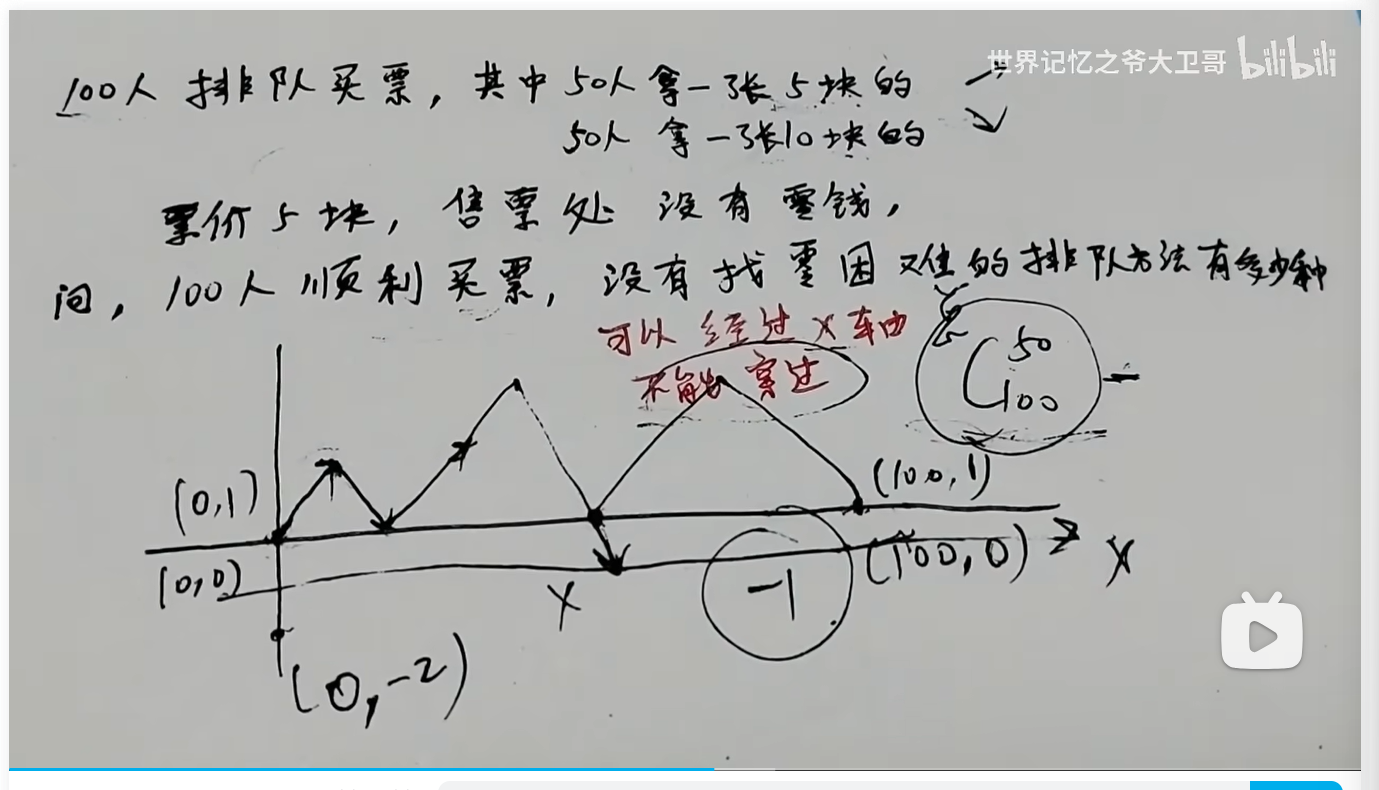 世界记忆之爷大卫哥 bilibili
100人排队买票，其中50人拿一张5块的
50人拿一张10块的
票价5块，售票处没有零钱，
问，100人顺利买票，没有找零困难的排队方法有多少种
可以经过X轴
不能穿过
C 50 100 -
(0,1)
(100,1)
(0,0)
(100,0)
X
X
-1
(0,-2)